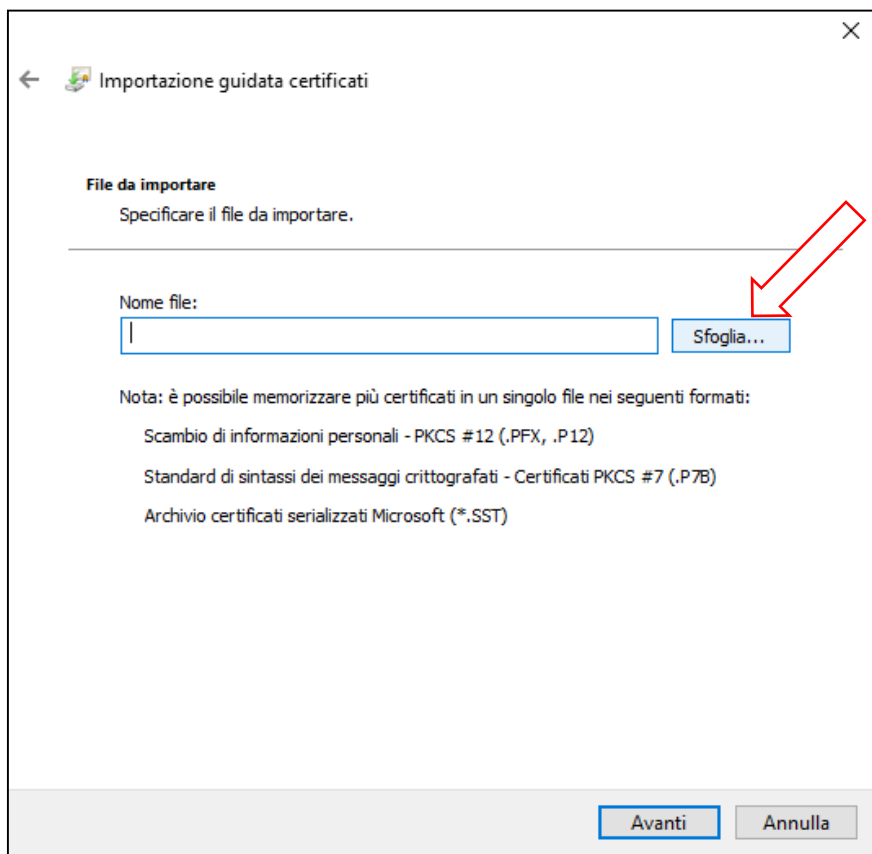 Importazione guidata certificati
File da importare
Specificare il file da importare.
Nome file:
Sfoglia...
Nota: è possibile memorizzare più certificati in un singolo file nei seguenti formati:
Scambio di informazioni personali - PKCS #12 (.PFX, .P12)
Standard di sintassi dei messaggi crittografati - Certificati PKCS #7 (.P7B)
Archivio certificati serializzati Microsoft (*.SST)
Avanti
Annulla